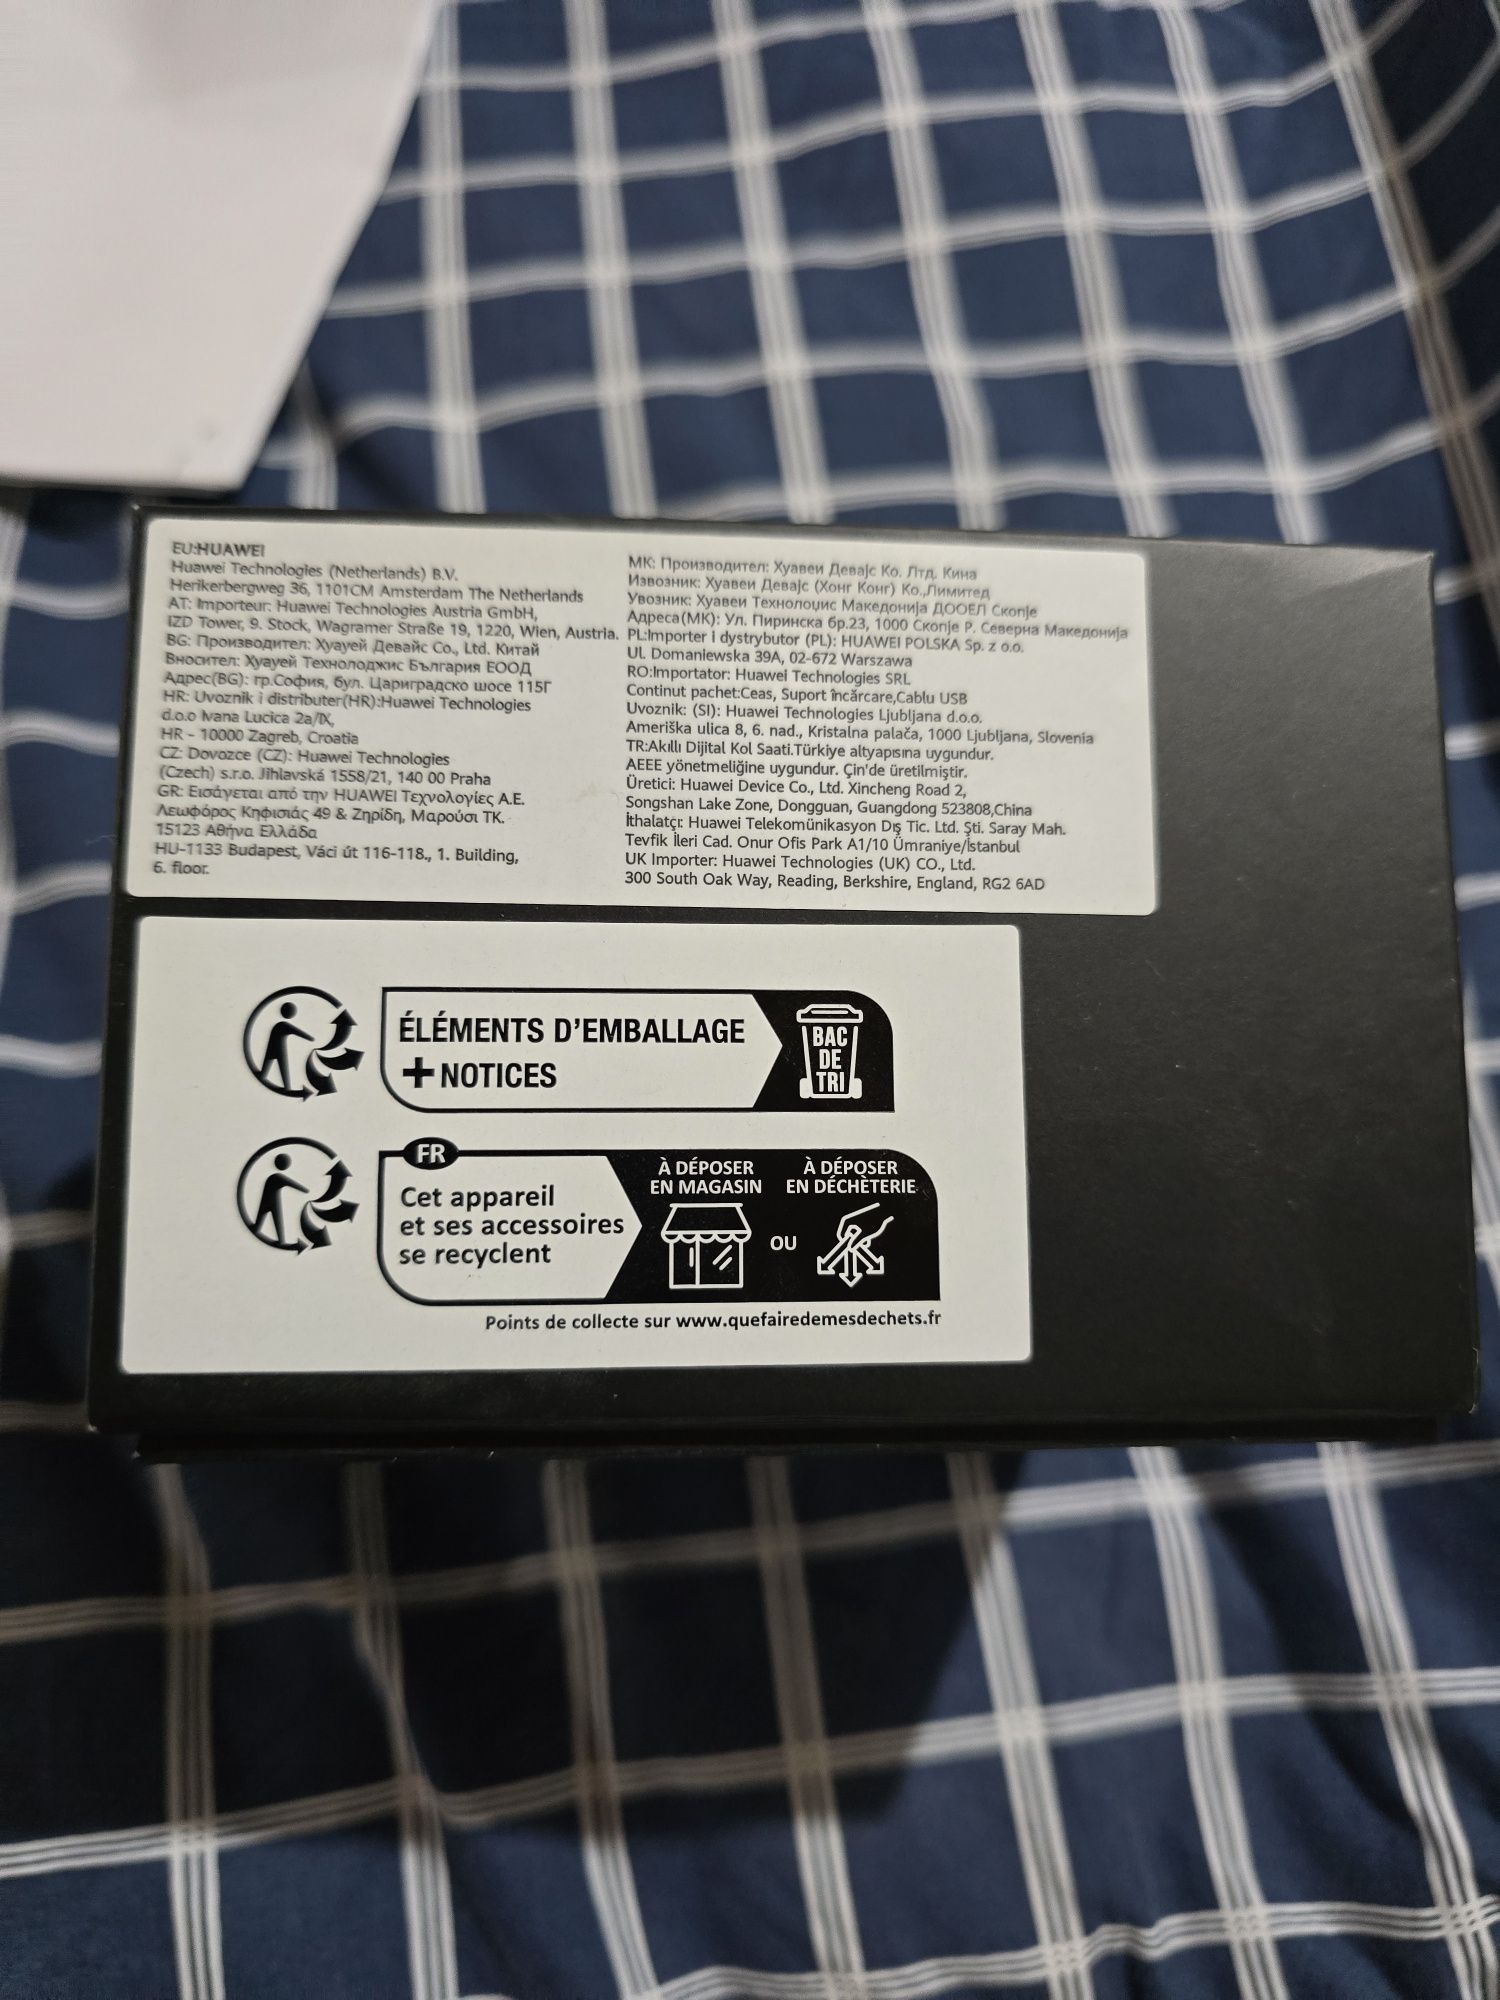 EU:HUAWEI
Huawei Technologies (Netherlands) B.V.
Herikerbergweg 36, 1101CM Amsterdam The Netherlands
AT: Importeur: Huawei Technologies Austria GmbH,
IZD Tower, 9. Stock, Wagramer Straße 19, 1220, Wien, Austria.
BG: Производител: Хуауей Девайс Co., Ltd. Китай
Вносител: Хуауей Технолоджис България ЕООД
Адрес(BG): гр.София, бул. Цариградско шосе 115Г
HR: Uvoznik i distributer(HR):Huawei Technologies
d.o.o Ivana Lucica 2a/IX,
HR - 10000 Zagreb, Croatia
CZ: Dovozce (CZ): Huawei Technologies
(Czech) s.r.o. Jihlavská 1558/21, 140 00 Praha
GR: Εισάγεται από την HUAWEI Τεχνολογίες Α.Ε.
Λεωφόρος Κηφισιάς 49 & Ζηρίδη, Μαρούσι ΤΚ.
15123 Αθήνα Ελλάδα
HU-1133 Budapest, Váci út 116-118., 1. Building,
6. floor.
MK: Производител: Хуавеи Девајс Ко. Лтд. Кина
Извозник: Хуавеи Девајс (Хонг Конг) Ко.,Лимитед
Увозник: Хуавеи Технолоџис Македонија ДООЕЛ Скопје
Адреса(МК): Ул. Пиринска бр.23, 1000 Скопје Р. Северна Македонија
PL:Importer i dystrybutor (PL): HUAWEI POLSKA Sp. z o.o.
Ul. Domaniewska 39A, 02-672 Warszawa
RO:Importator: Huawei Technologies SRL
Continut pachet:Ceas, Suport încărcare,Cablu USB
Uvoznik: (SI): Huawei Technologies Ljubljana d.o.o.
Ameriška ulica 8, 6. nad., Kristalna palača, 1000 Ljubljana, Slovenia
TR:Akıllı Dijital Kol Saati.Türkiye altyapısına uygundur.
AEEE yönetmeliğine uygundur. Çin'de üretilmiştir.
Üretici: Huawei Device Co., Ltd. Xincheng Road 2,
Songshan Lake Zone, Dongguan, Guangdong 523808,China
İthalatçı: Huawei Telekomünikasyon Dış Tic. Ltd. Şti. Saray Mah.
Tevfik İleri Cad. Onur Ofis Park A1/10 Ümraniye/İstanbul
UK Importer: Huawei Technologies (UK) CO., Ltd.
300 South Oak Way, Reading, Berkshire, England, RG2 6AD
ÉLÉMENTS D'EMBALLAGE
+ NOTICES
BAC
DE
TRI
FR
Cet appareil
et ses accessoires
se recyclent
À DÉPOSER
EN MAGASIN
OU
À DÉPOSER
EN DÉCHÈTERIE
Points de collecte sur www.quefairedemesdechets.fr